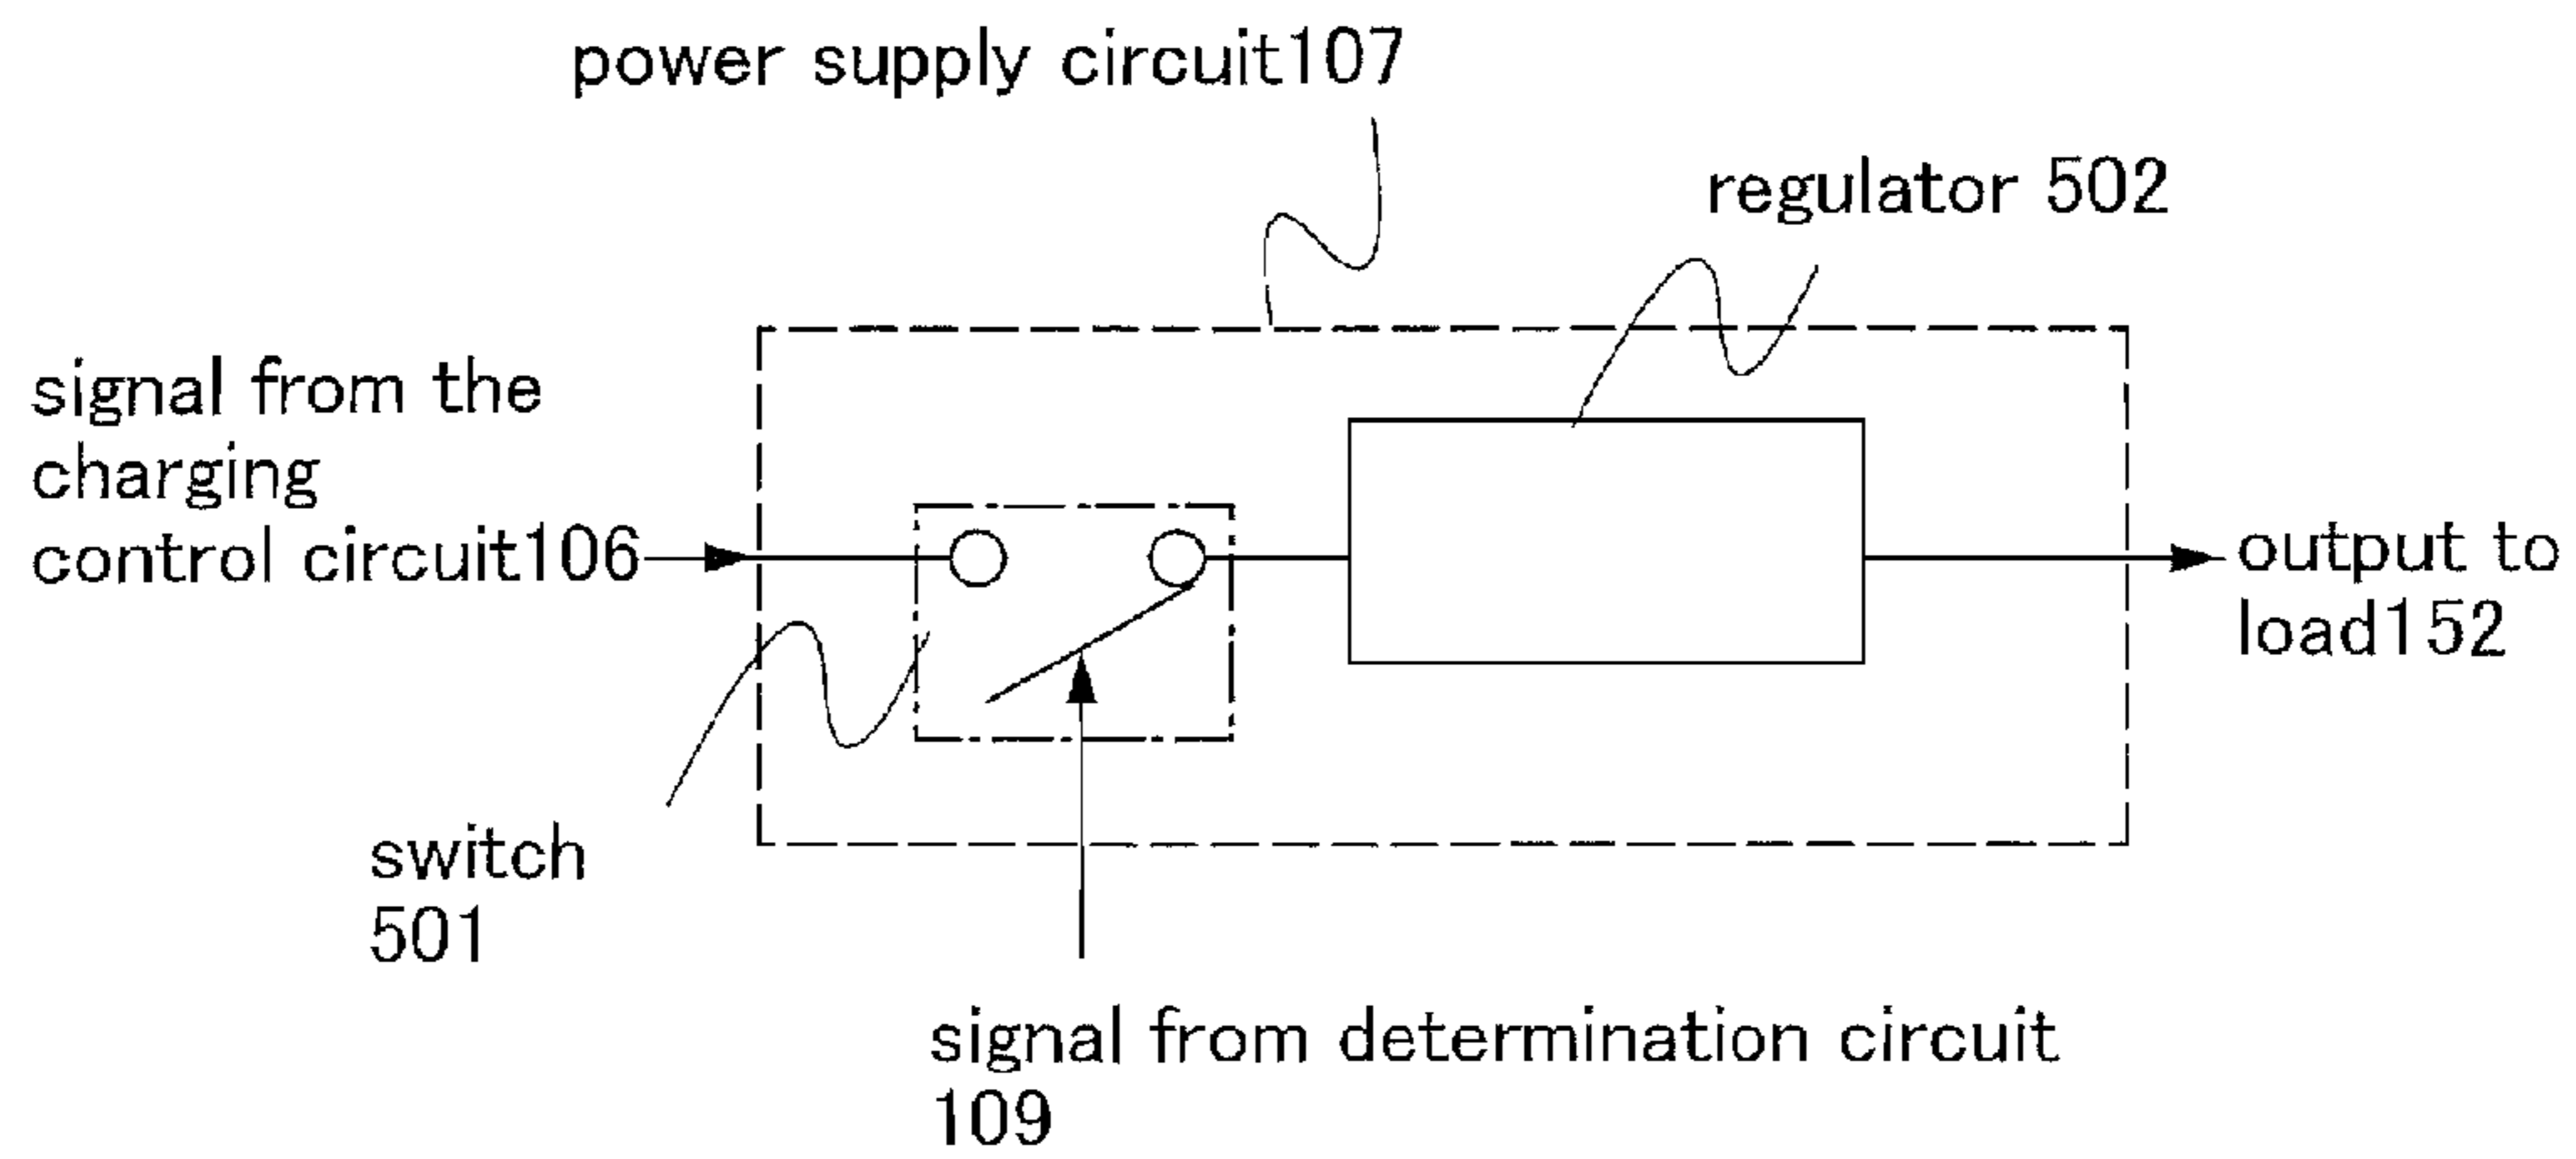 power supply circuit107
regulator 502
signal from the
charging
control circuit106
output to
load152
switch
501
signal from determination circuit
109